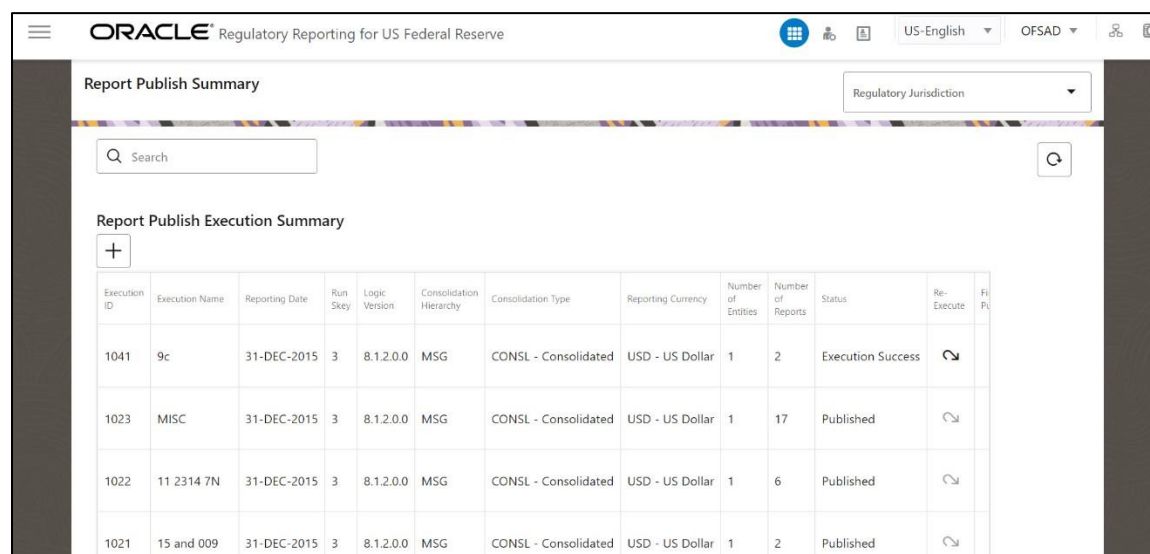 ORACLE® Regulatory Reporting for US Federal Reserve US-English OFSAD
Report Publish Summary Regulatory Jurisdiction
Search
Report Publish Execution Summary
Execution ID Execution Name Reporting Date Run Skey Logic Version Consolidation Hierarchy Consolidation Type Reporting Currency Number of Entities Number of Reports Status Re-Execute
1041 9c 31-DEC-2015 3 8.1.2.0.0 MSG CONSL - Consolidated USD - US Dollar 1 2 Execution Success
1023 MISC 31-DEC-2015 3 8.1.2.0.0 MSG CONSL - Consolidated USD - US Dollar 1 17 Published
1022 11 2314 7N 31-DEC-2015 3 8.1.2.0.0 MSG CONSL - Consolidated USD - US Dollar 1 6 Published
1021 15 and 009 31-DEC-2015 3 8.1.2.0.0 MSG CONSL - Consolidated USD - US Dollar 1 2 Published